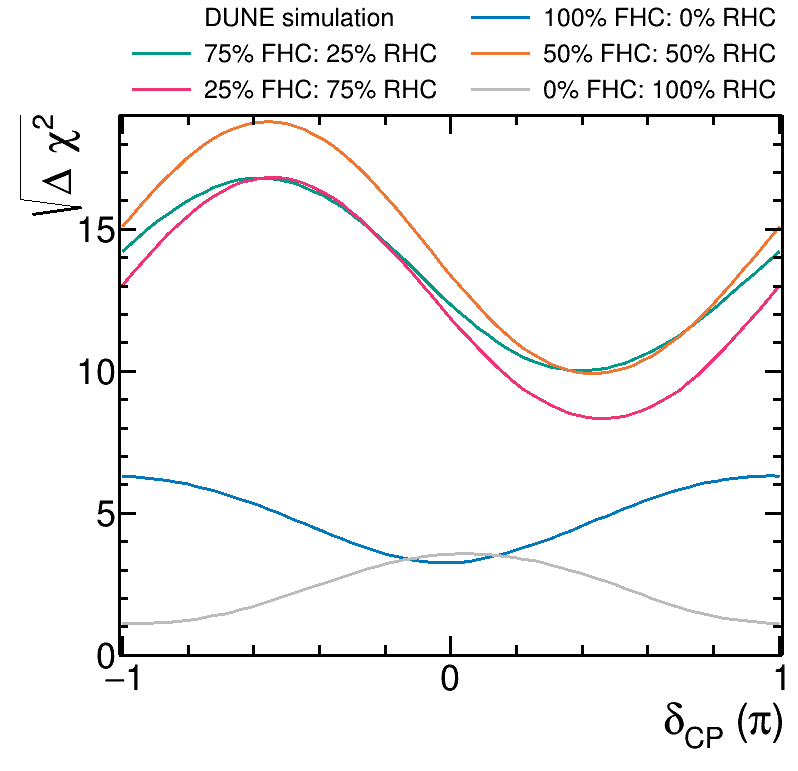 DUNE simulation
100% FHC: 0% RHC
75% FHC: 25% RHC
50% FHC: 50% RHC
25% FHC: 75% RHC
0% FHC: 100% RHC
√Δ χ²
15
10
5
0
−1 0 1
δCP (π)